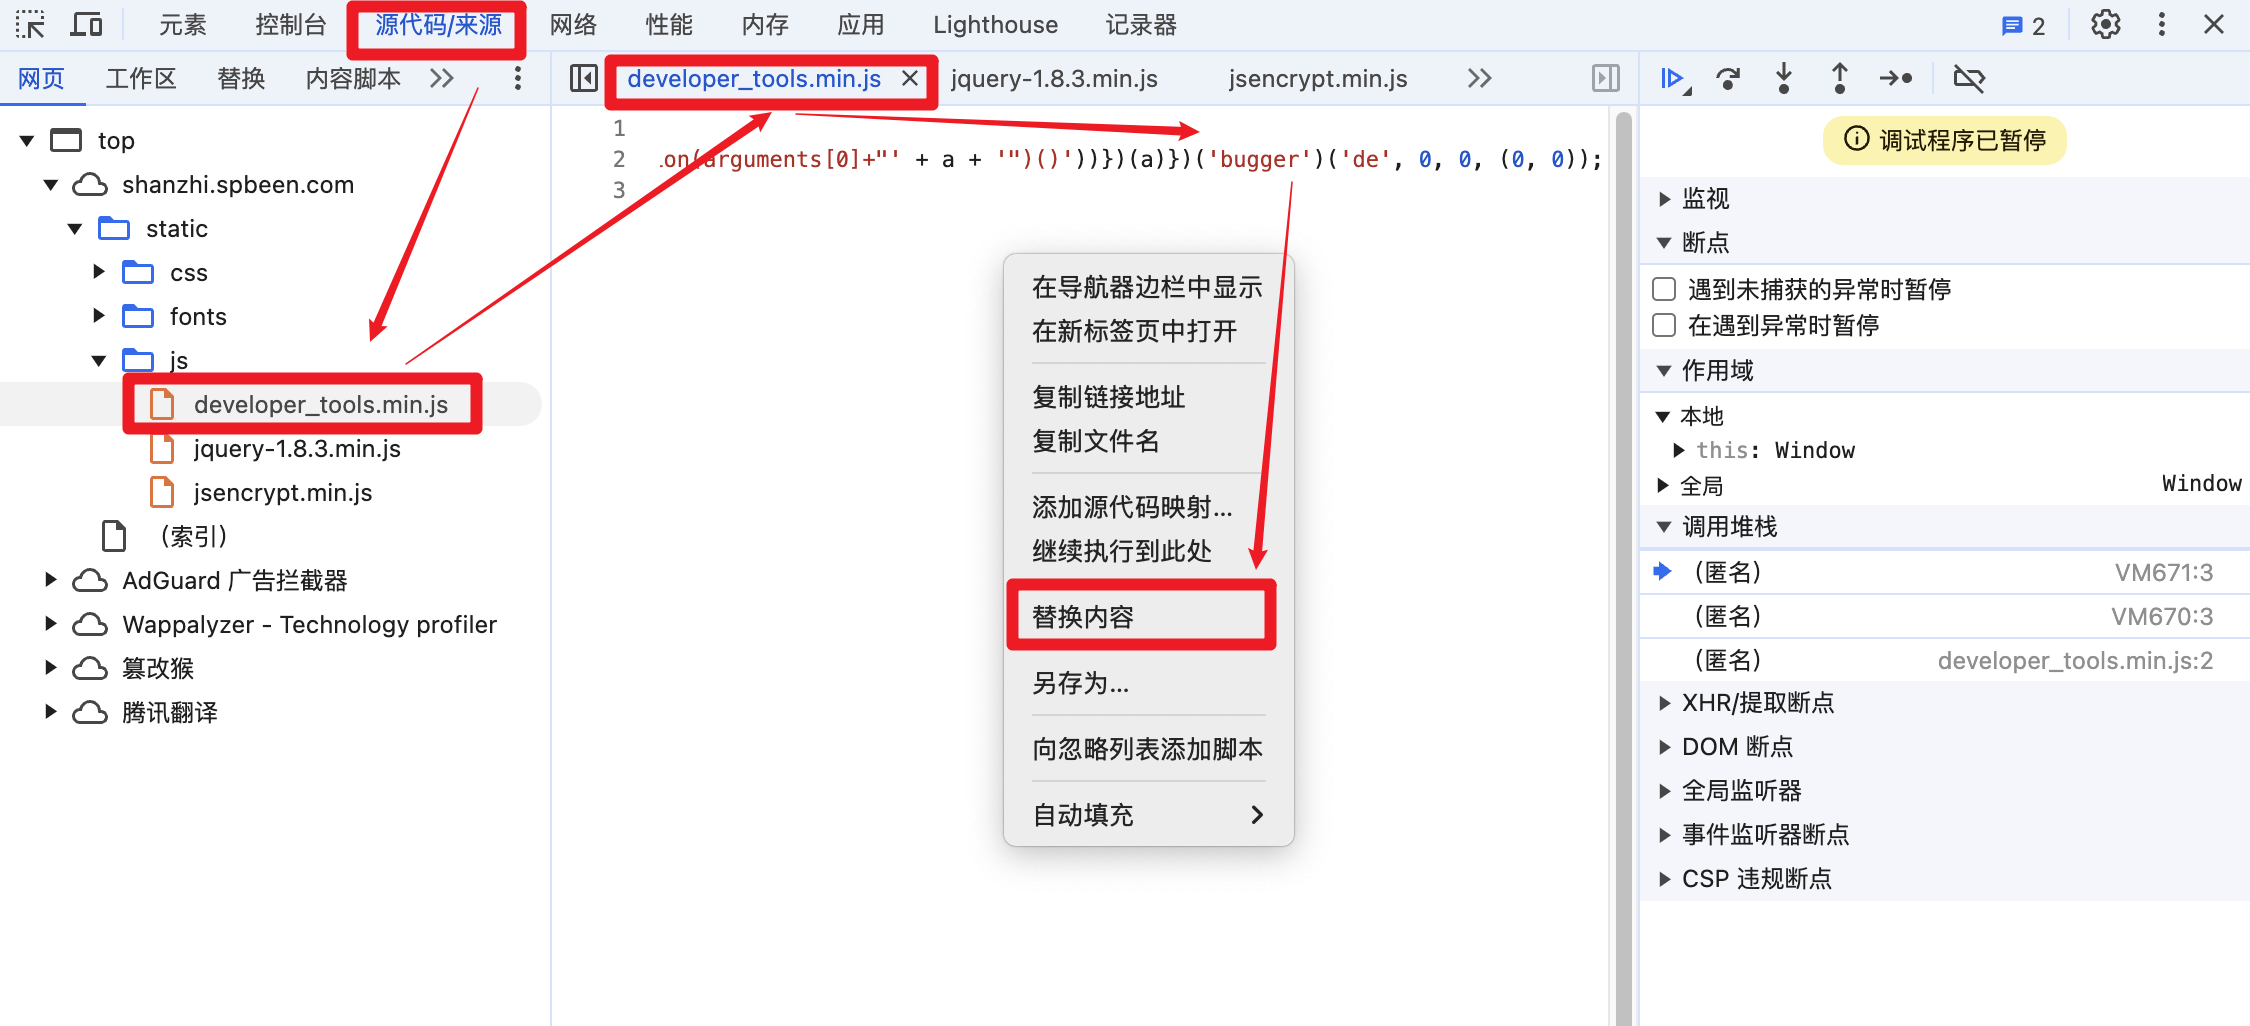 元素 控制台 源代码/来源 网络 性能 内存 应用 Lighthouse 记录器 2
网页 工作区 替换 内容脚本
developer_tools.min.js jquery-1.8.3.min.js jsencrypt.min.js
top
shanzhi.spbeen.com
static
css
fonts
js
developer_tools.min.js
jquery-1.8.3.min.js
jsencrypt.min.js
（索引）
AdGuard 广告拦截器
Wappalyzer - Technology profiler
篡改猴
腾讯翻译
1
2 .on(arguments[0]+"' + a + '")()'))})(a)})('bugger')('de', 0, 0, (0, 0));
3
在导航器边栏中显示
在新标签页中打开
复制链接地址
复制文件名
添加源代码映射...
继续执行到此处
替换内容
另存为...
向忽略列表添加脚本
自动填充
调试程序已暂停
监视
断点
遇到未捕获的异常时暂停
在遇到异常时暂停
作用域
本地
this: Window
全局 Window
调用堆栈
（匿名） VM671:3
（匿名） VM670:3
（匿名） developer_tools.min.js:2
XHR/提取断点
DOM 断点
全局监听器
事件监听器断点
CSP 违规断点